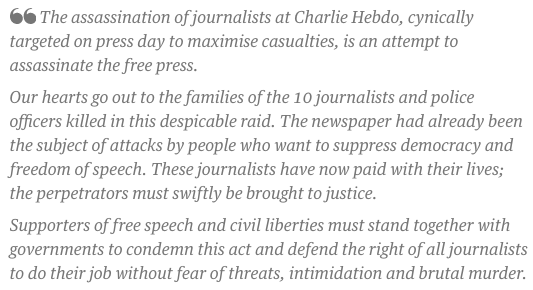 “The assassination of journalists at Charlie Hebdo, cynically
targeted on press day to maximise casualties, is an attempt to
assassinate the free press.
Our hearts go out to the families of the 10 journalists and police
officers killed in this despicable raid. The newspaper had already been
the subject of attacks by people who want to suppress democracy and
freedom of speech. These journalists have now paid with their lives;
the perpetrators must swiftly be brought to justice.
Supporters of free speech and civil liberties must stand together with
governments to condemn this act and defend the right of all journalists
to do their job without fear of threats, intimidation and brutal murder.